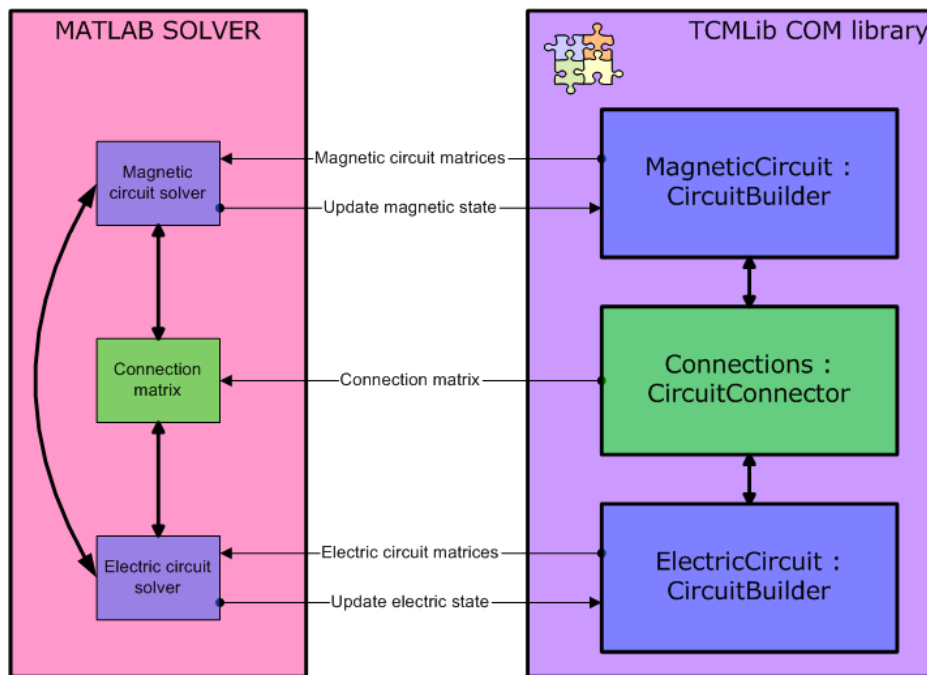 MATLAB SOLVER
TCMLib COM library
Magnetic
circuit solver
Magnetic circuit matrices
Update magnetic state
MagneticCircuit :
CircuitBuilder
Connection
matrix
Connection matrix
Connections :
CircuitConnector
Electric circuit
solver
Electric circuit matrices
Update electric state
ElectricCircuit :
CircuitBuilder